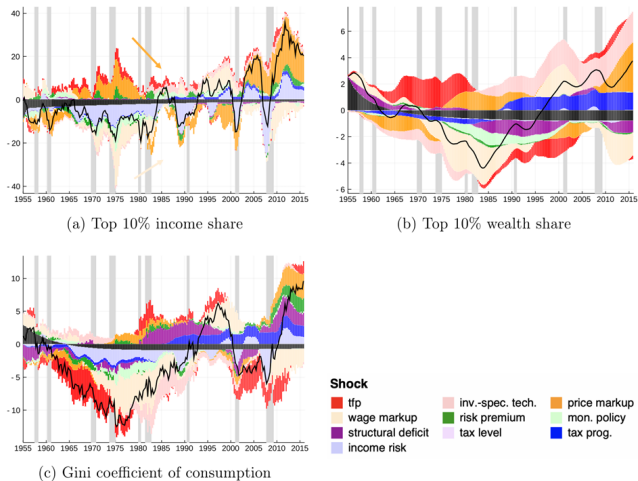 40
20
0
20
40
1955 1960 1965 1970 1975 1980 1985 1990 1995 2000 2005 2010 2015
(a) Top 10% income share
6
4
2
0
-2
-4
-6
1955 1960 1965 1970 1975 1980 1985 1990 1995 2000 2005 2010 2015
(b) Top 10% wealth share
10
5
0
-5
-10
1955 1960 1965 1970 1975 1980 1985 1990 1995 2000 2005 2010 2015
(c) Gini coefficient of consumption
Shock
tfp inv.-spec. tech. price markup
wage markup risk premium mon. policy
structural deficit tax level tax prog.
income risk